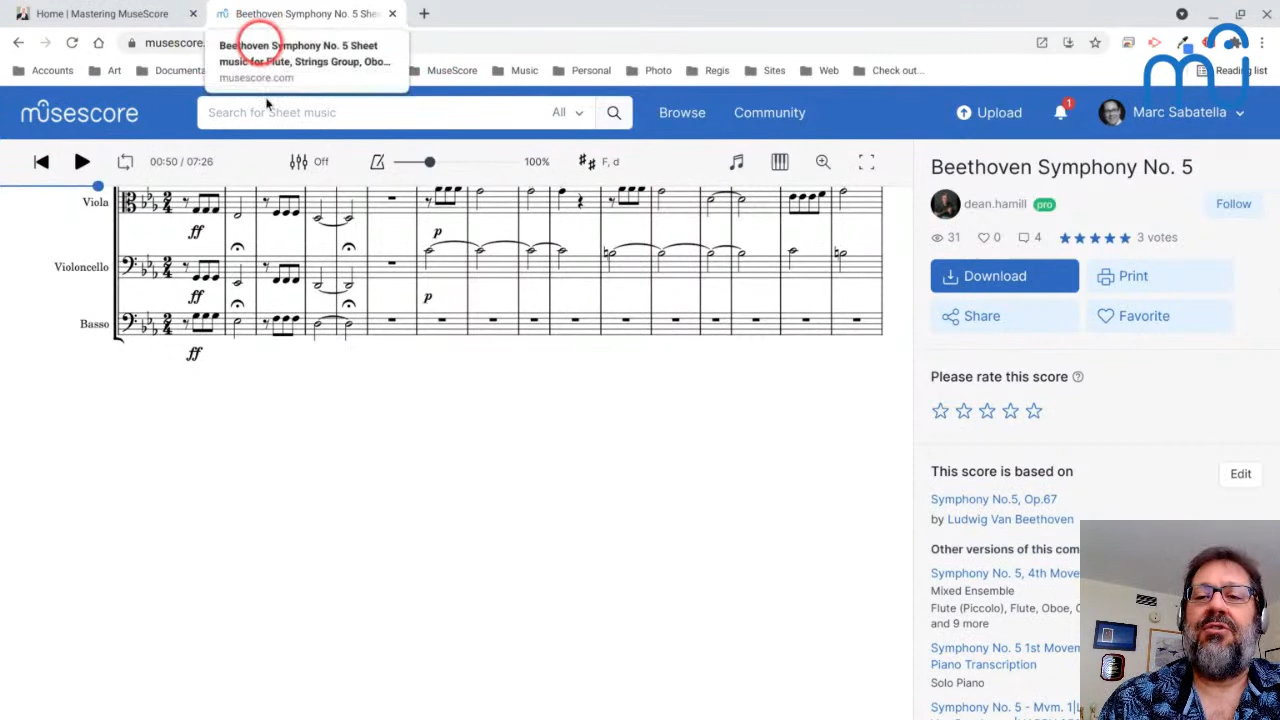 Home | Mastering MuseScore
Beethoven Symphony No. 5 Shee
musescore.
Beethoven Symphony No. 5 Sheet
music for Flute, Strings Group, Obo...
musescore.com
Accounts
Art
Documenta
MuseScore
Music
Personal
Photo
Regis
Sites
Web
Check out...
Reading list
musescore
Search for Sheet music
All
Browse
Community
Upload
1
Marc Sabatella
00:50 / 07:26
Off
100%
F, d
Viola
ff
p
Violoncello
ff
p
Basso
ff
Beethoven Symphony No. 5
dean.hamill
pro
Follow
31
0
4
3 votes
Download
Print
Share
Favorite
Please rate this score
This score is based on
Edit
Symphony No.5, Op.67
by Ludwig Van Beethoven
Other versions of this com
Symphony No. 5, 4th Move
Mixed Ensemble
Flute (Piccolo), Flute, Oboe, C
and 9 more
Symphony No. 5 1st Movem
Piano Transcription
Solo Piano
Symphony No. 5 - Mvm. 1|L